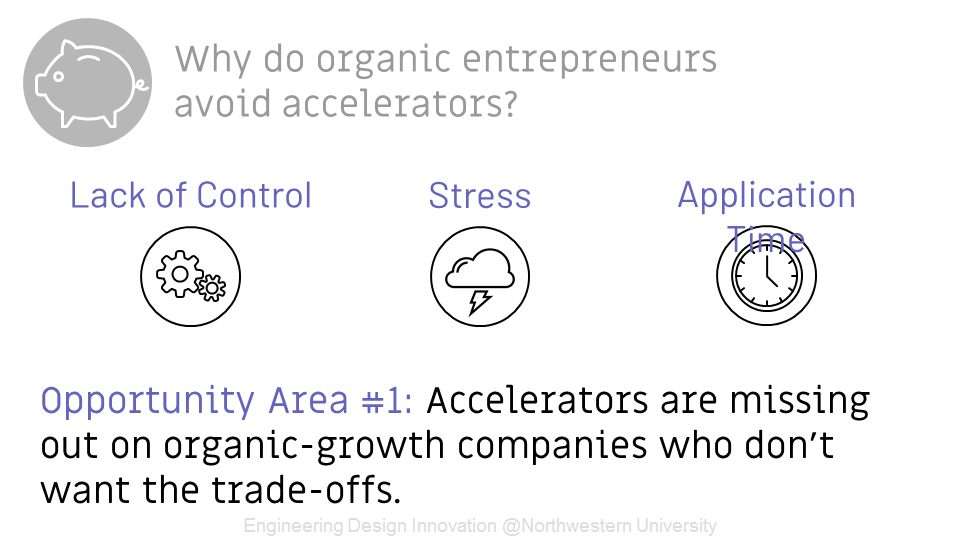 Why do organic entrepreneurs
avoid accelerators?
Lack of Control
Stress
Application
Time
Opportunity Area #1: Accelerators are missing
out on organic-growth companies who don't
want the trade-offs.
Engineering Design Innovation @Northwestern University